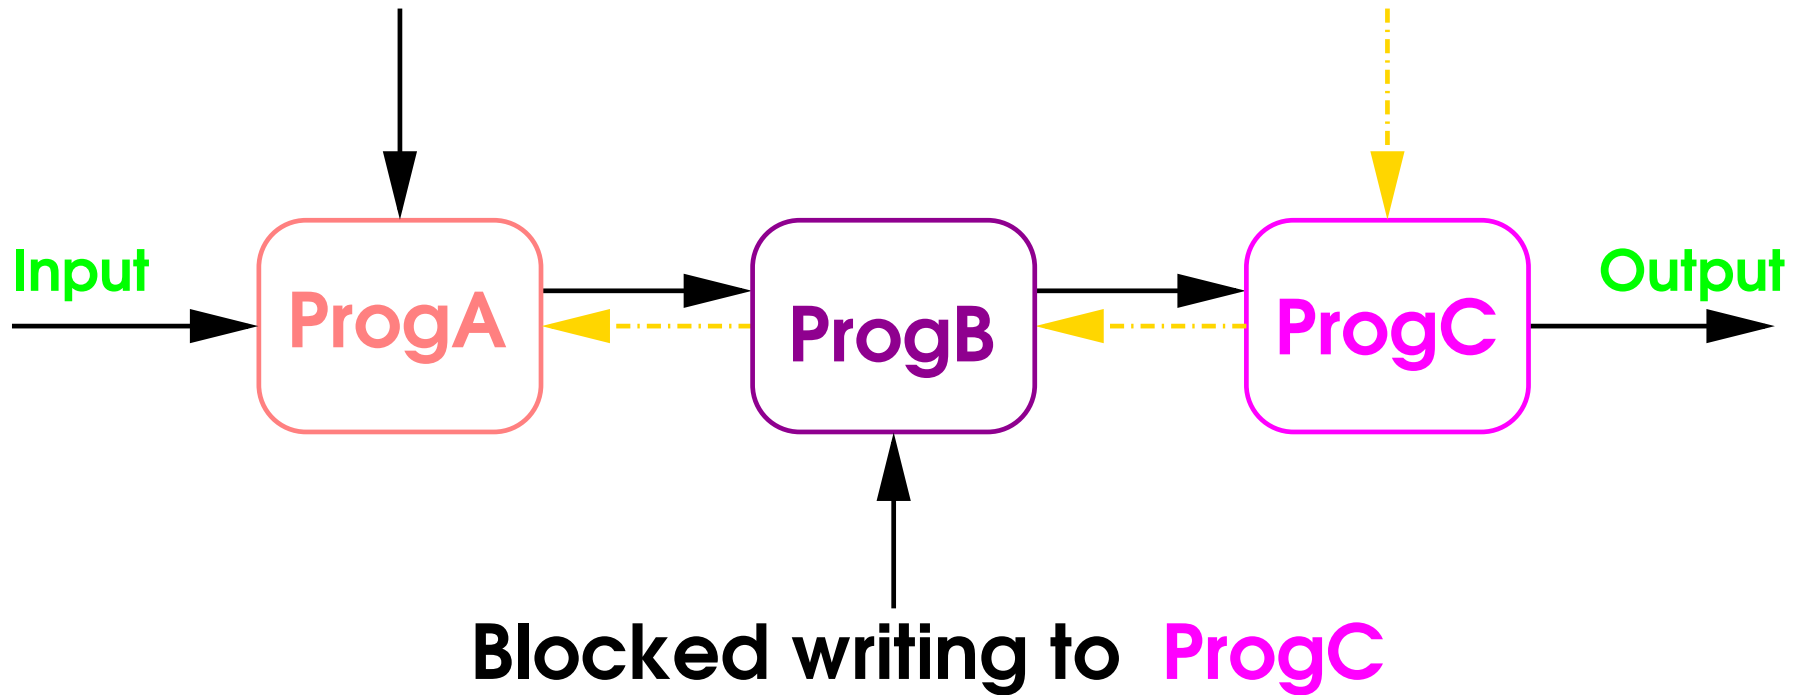 Input
Output
ProgA
ProgB
ProgC
Blocked writing to ProgC